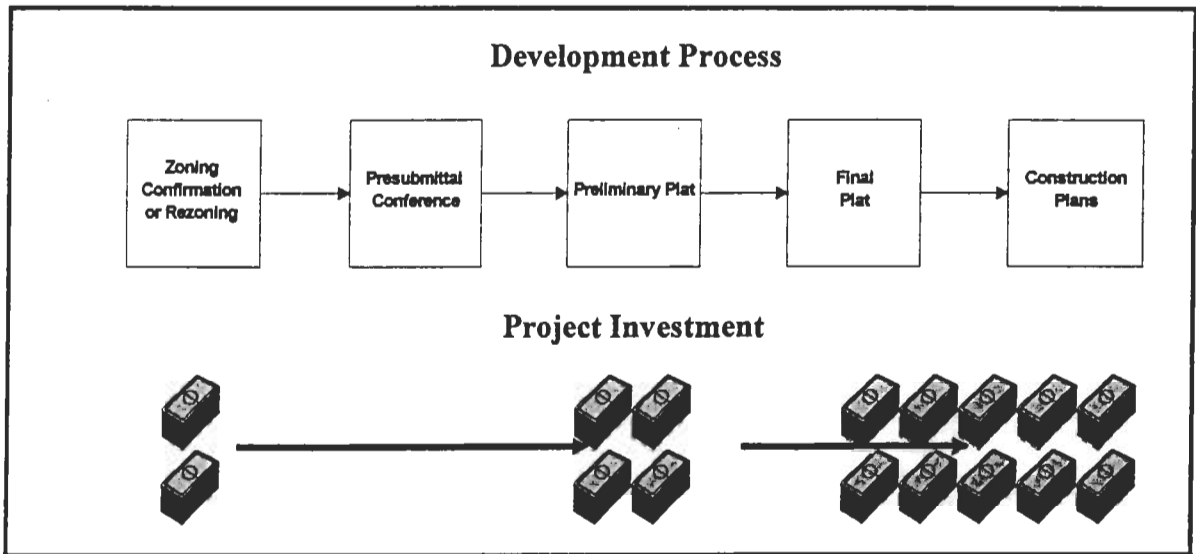 Development Process
Zoning
Confirmation
or Rezoning
Presubmittal
Conference
Preliminary Plat
Final
Plat
Construction
Plans
Project Investment